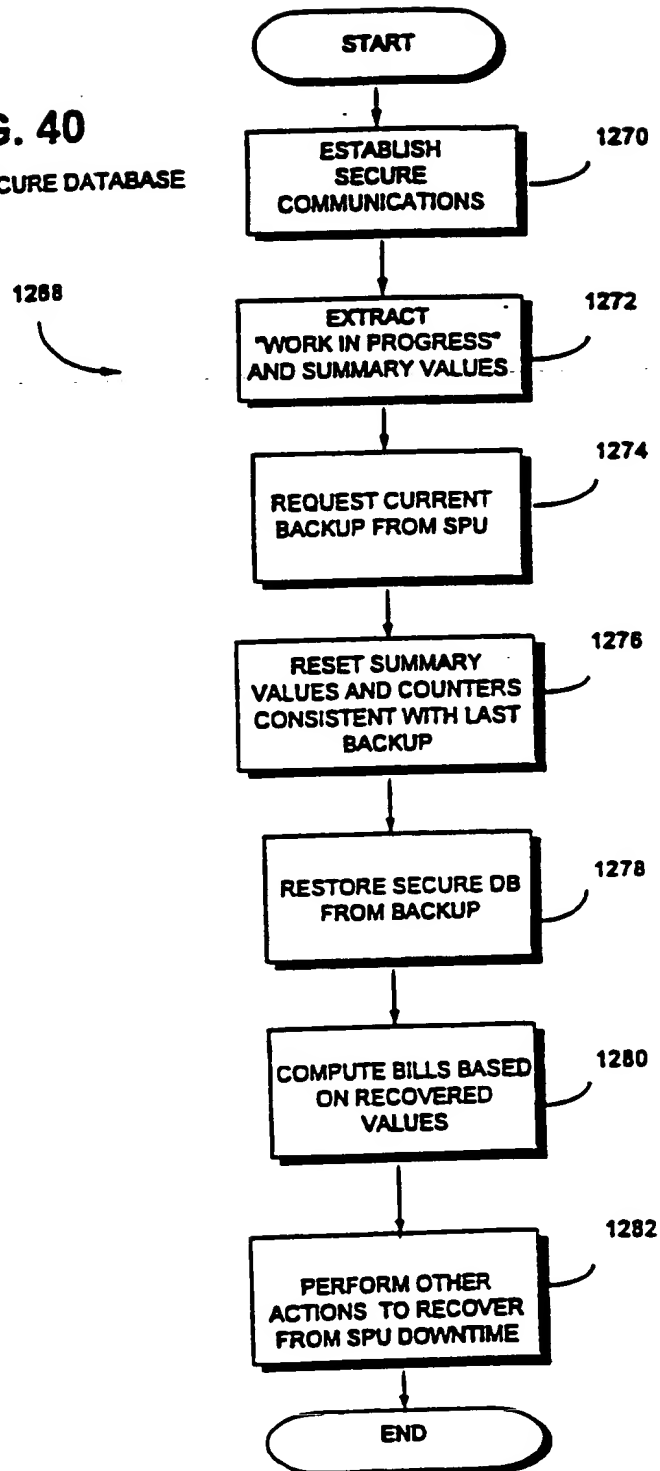 START
G. 40
CURE DATABASE
1270
ESTABLISH
SECURE
COMMUNICATIONS
1268
1272
EXTRACT
"WORK IN PROGRESS"
AND SUMMARY VALUES
1274
REQUEST CURRENT
BACKUP FROM SPU
1276
RESET SUMMARY
VALUES AND COUNTERS
CONSISTENT WITH LAST
BACKUP
1278
RESTORE SECURE DB
FROM BACKUP
1280
COMPUTE BILLS BASED
ON RECOVERED
VALUES
1282
PERFORM OTHER
ACTIONS TO RECOVER
FROM SPU DOWNTIME
END